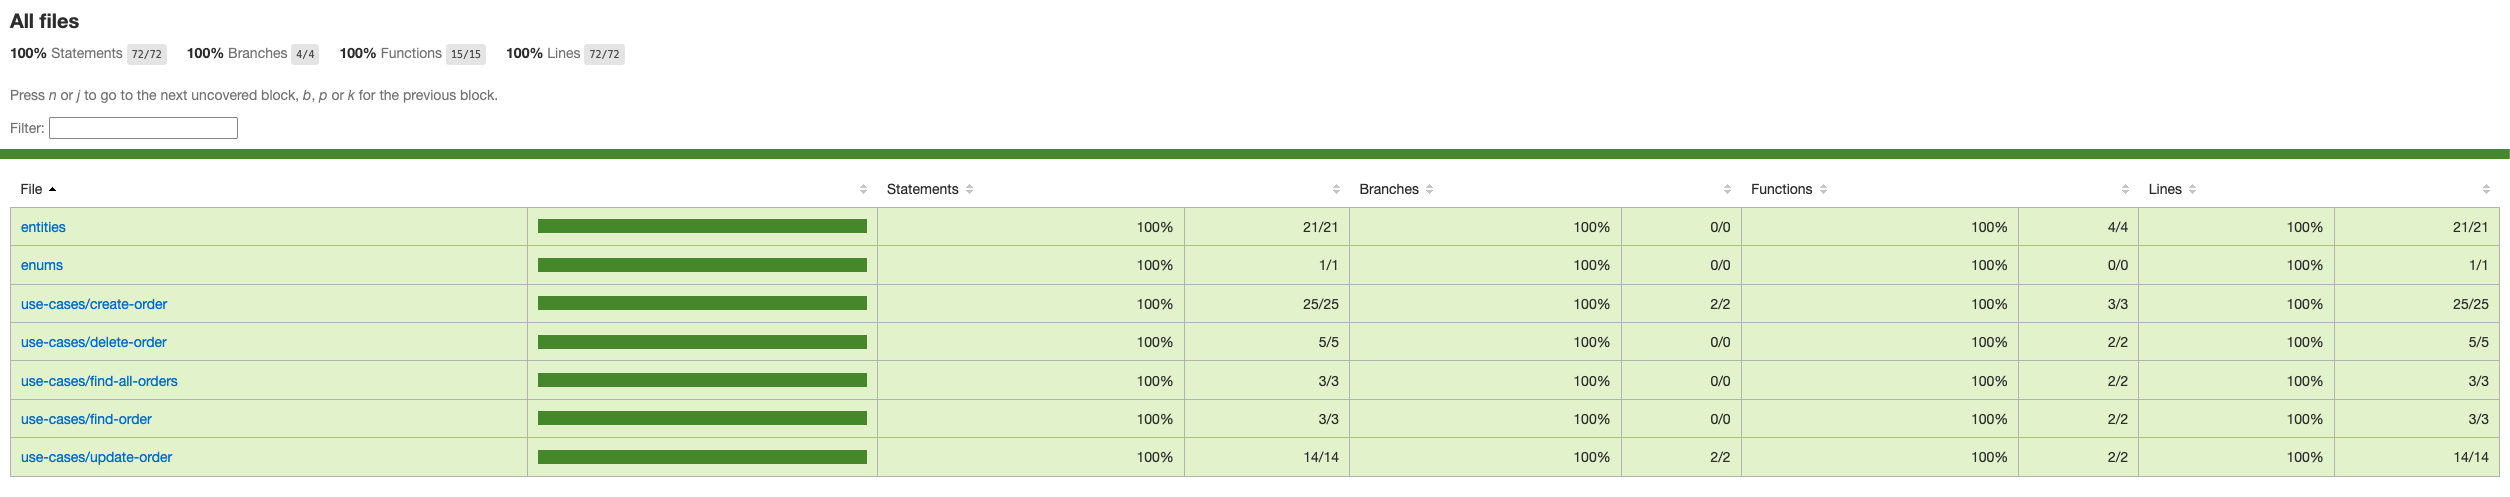 All files
100% Statements 72/72 100% Branches 4/4 100% Functions 15/15 100% Lines 72/72
Press n or j to go to the next uncovered block, b, p or k for the previous block.
Filter:
File Statements Branches Functions Lines
entities 100% 21/21 100% 0/0 100% 4/4 100% 21/21
enums 100% 1/1 100% 0/0 100% 0/0 100% 1/1
use-cases/create-order 100% 25/25 100% 2/2 100% 3/3 100% 25/25
use-cases/delete-order 100% 5/5 100% 0/0 100% 2/2 100% 5/5
use-cases/find-all-orders 100% 3/3 100% 0/0 100% 2/2 100% 3/3
use-cases/find-order 100% 3/3 100% 0/0 100% 2/2 100% 3/3
use-cases/update-order 100% 14/14 100% 2/2 100% 2/2 100% 14/14